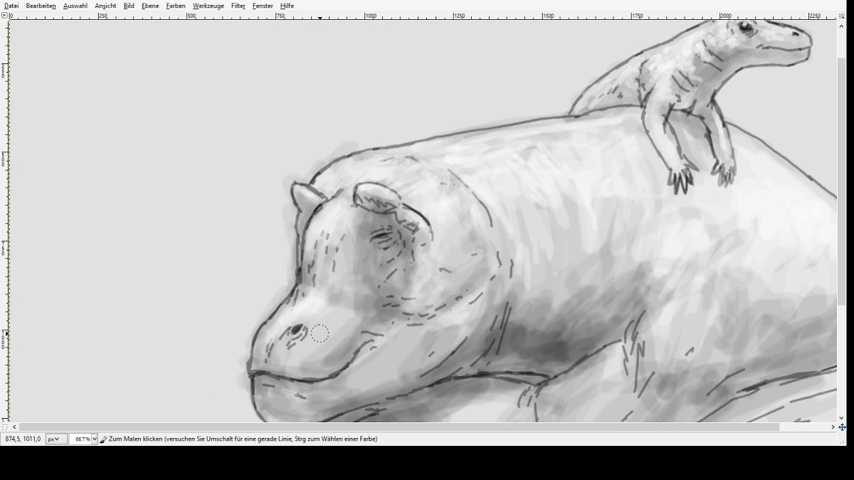 Datei Bearbeiten Auswahl Ansicht Bild Ebene Farben Werkzeuge Filter Fenster Hilfe
250 500 750 1000 1250 1500 1750 2000 2250
874,5, 1011,0 px 66.7% Zum Malen klicken (versuchen Sie Umschalt für eine gerade Linie, Strg zum Wählen einer Farbe)